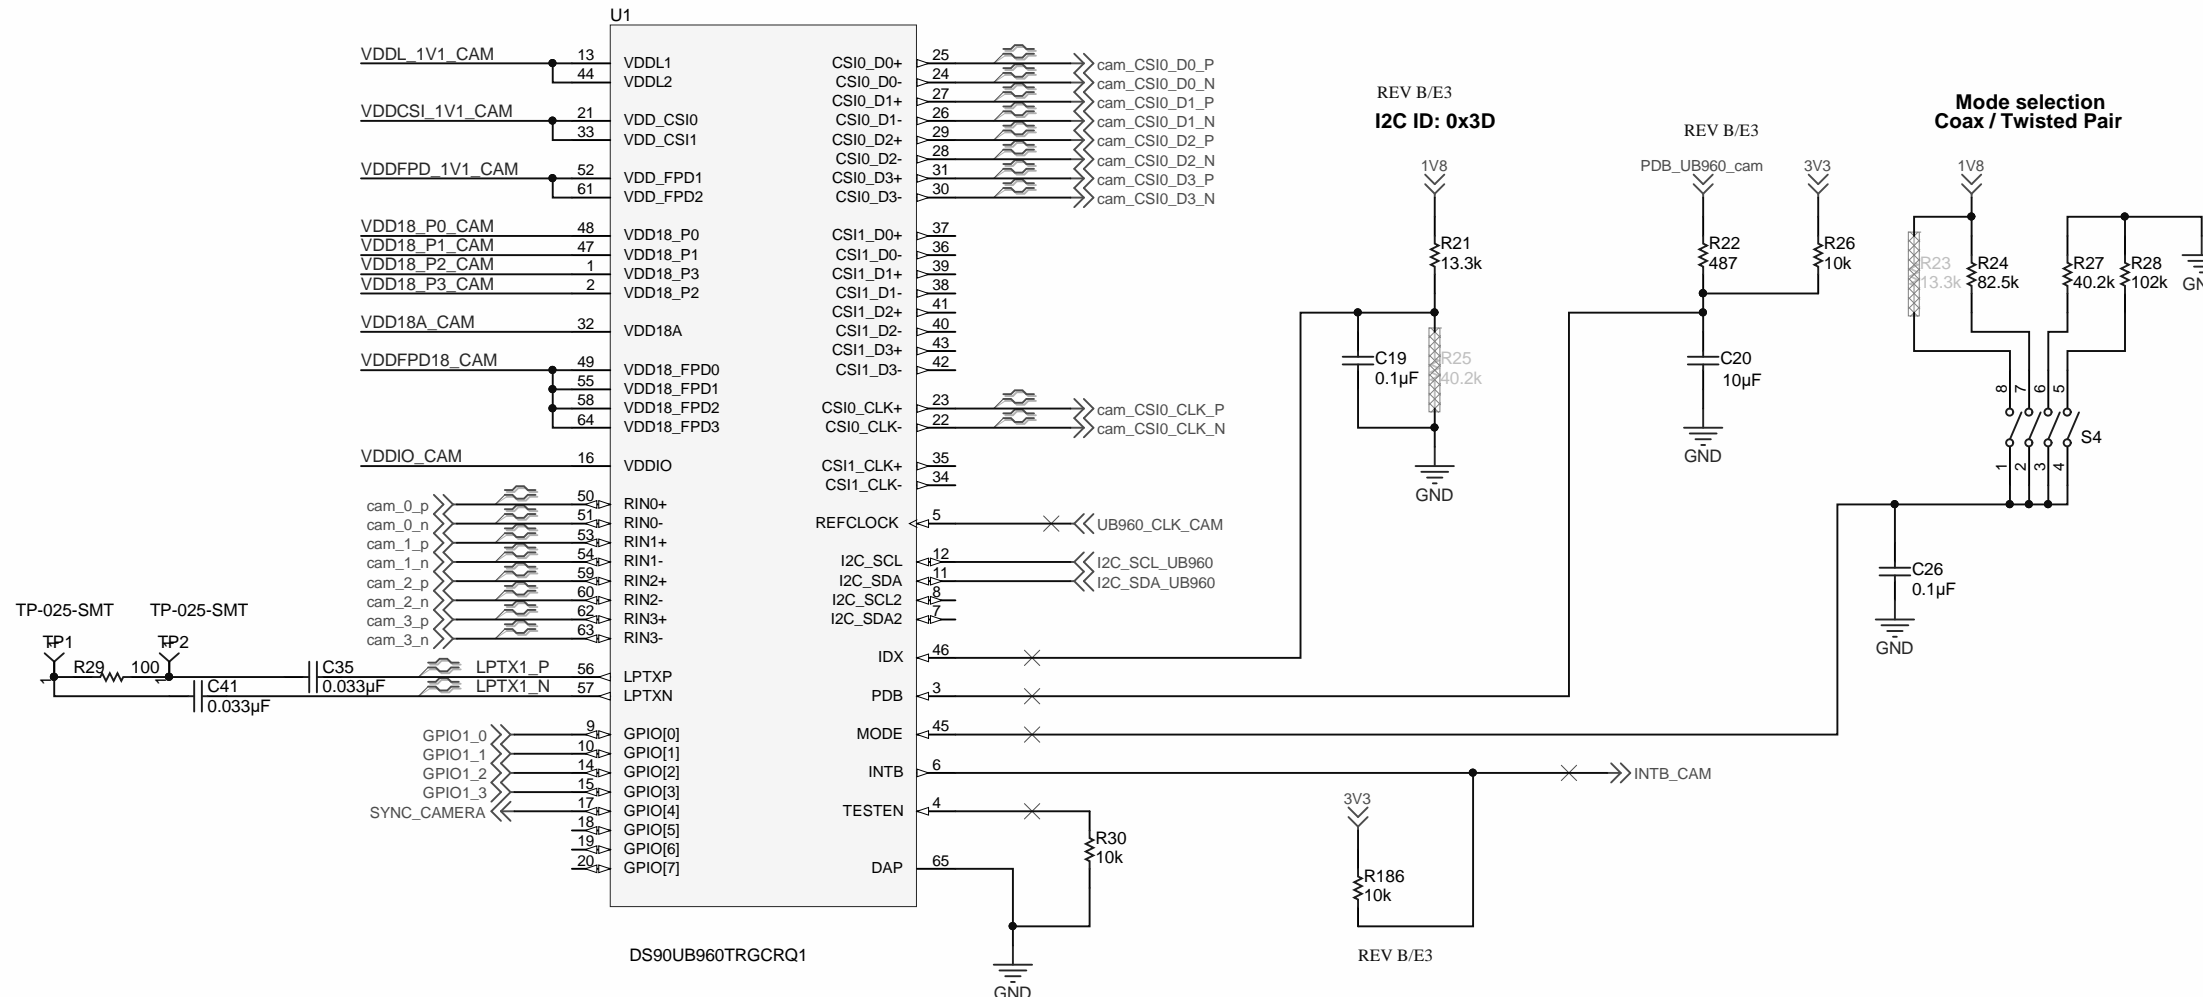 U1
VDDL_1V1_CAM 13 VDDL1
44 VDDL2
VDDCSI_1V1_CAM 21 VDD_CSI0
33 VDD_CSI1
VDDFPD_1V1_CAM 52 VDD_FPD1
61 VDD_FPD2
VDD18_P0_CAM 48 VDD18_P0
VDD18_P1_CAM 47 VDD18_P1
VDD18_P2_CAM 1 VDD18_P3
VDD18_P3_CAM 2 VDD18_P2
VDD18A_CAM 32 VDD18A
VDDFPD18_CAM 49 VDD18_FPD0
55 VDD18_FPD1
58 VDD18_FPD2
64 VDD18_FPD3
VDDIO_CAM 16 VDDIO
cam_0_p 50 RIN0+
cam_0_n 51 RIN0-
cam_1_p 53 RIN1+
cam_1_n 54 RIN1-
cam_2_p 59 RIN2+
cam_2_n 60 RIN2-
cam_3_p 62 RIN3+
cam_3_n 63 RIN3-
TP-025-SMT TP-025-SMT
TP1 TP2
1 1
R29 100
C35
0.033µF
C41
0.033µF
LPTX1_P 56 LPTXP
LPTX1_N 57 LPTXN
GPIO1_0 9 GPIO[0]
GPIO1_1 10 GPIO[1]
GPIO1_2 14 GPIO[2]
GPIO1_3 15 GPIO[3]
SYNC_CAMERA 17 GPIO[4]
18 GPIO[5]
19 GPIO[6]
20 GPIO[7]
CSI0_D0+ 25 cam_CSI0_D0_P
CSI0_D0- 24 cam_CSI0_D0_N
CSI0_D1+ 27 cam_CSI0_D1_P
CSI0_D1- 26 cam_CSI0_D1_N
CSI0_D2+ 29 cam_CSI0_D2_P
CSI0_D2- 28 cam_CSI0_D2_N
CSI0_D3+ 31 cam_CSI0_D3_P
CSI0_D3- 30 cam_CSI0_D3_N
CSI1_D0+ 37
CSI1_D0- 36
CSI1_D1+ 39
CSI1_D1- 38
CSI1_D2+ 41
CSI1_D2- 40
CSI1_D3+ 43
CSI1_D3- 42
CSI0_CLK+ 23 cam_CSI0_CLK_P
CSI0_CLK- 22 cam_CSI0_CLK_N
CSI1_CLK+ 35
CSI1_CLK- 34
REFCLOCK 5 UB960_CLK_CAM
I2C_SCL 12 I2C_SCL_UB960
I2C_SDA 11 I2C_SDA_UB960
I2C_SCL2 8
I2C_SDA2 7
IDX 46
PDB 3
MODE 45
INTB 6 INTB_CAM
TESTEN 4
DAP 65
R30
10k
GND
DS90UB960TRGCRQ1
REV B/E3
I2C ID: 0x3D
1V8
R21
13.3k
C19
0.1µF
R25
40.2k
GND
REV B/E3
PDB_UB960_cam 3V3
R22
487
R26
10k
C20
10µF
GND
3V3
R186
10k
REV B/E3
Mode selection
Coax / Twisted Pair
1V8
R23
13.3k
R24
82.5k
R27
40.2k
R28
102k
GN
8 7 6 5
S4
1 2 3 4
C26
0.1µF
GND